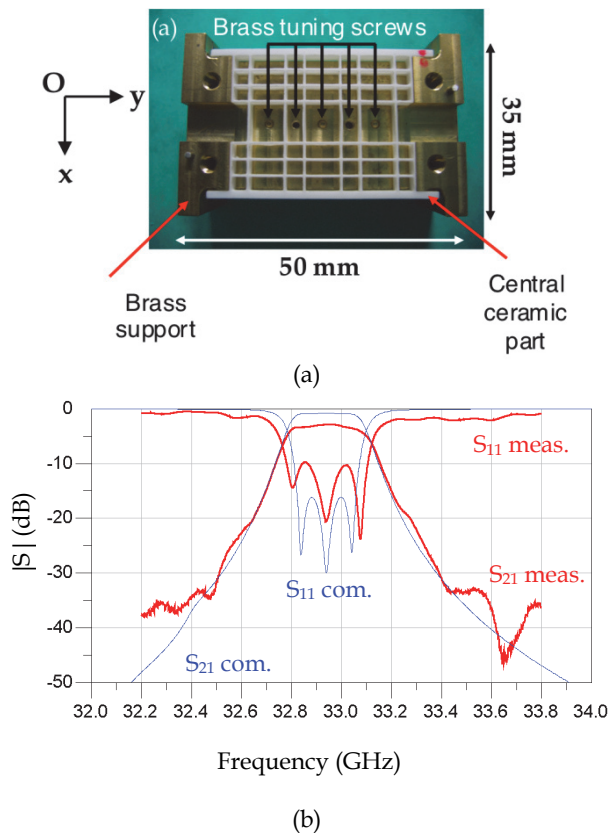 (a)
Brass tuning screws
O
y
x
35 mm
50 mm
Brass
support
Central
ceramic
part
(a)
0
-10
-20
-30
-40
-50
|S| (dB)
S₁₁ meas.
S₁₁ com.
S₂₁ meas.
S₂₁ com.
32.0 32.2 32.4 32.6 32.8 33.0 33.2 33.4 33.6 33.8 34.0
Frequency (GHz)
(b)